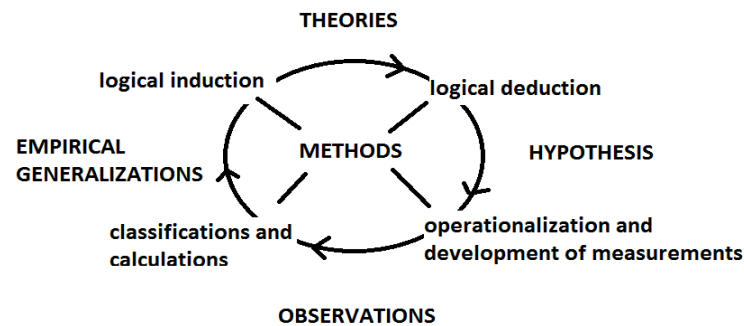 THEORIES
logical induction
logical deduction
EMPIRICAL
GENERALIZATIONS
METHODS
HYPOTHESIS
classifications and
calculations
operationalization and
development of measurements
OBSERVATIONS